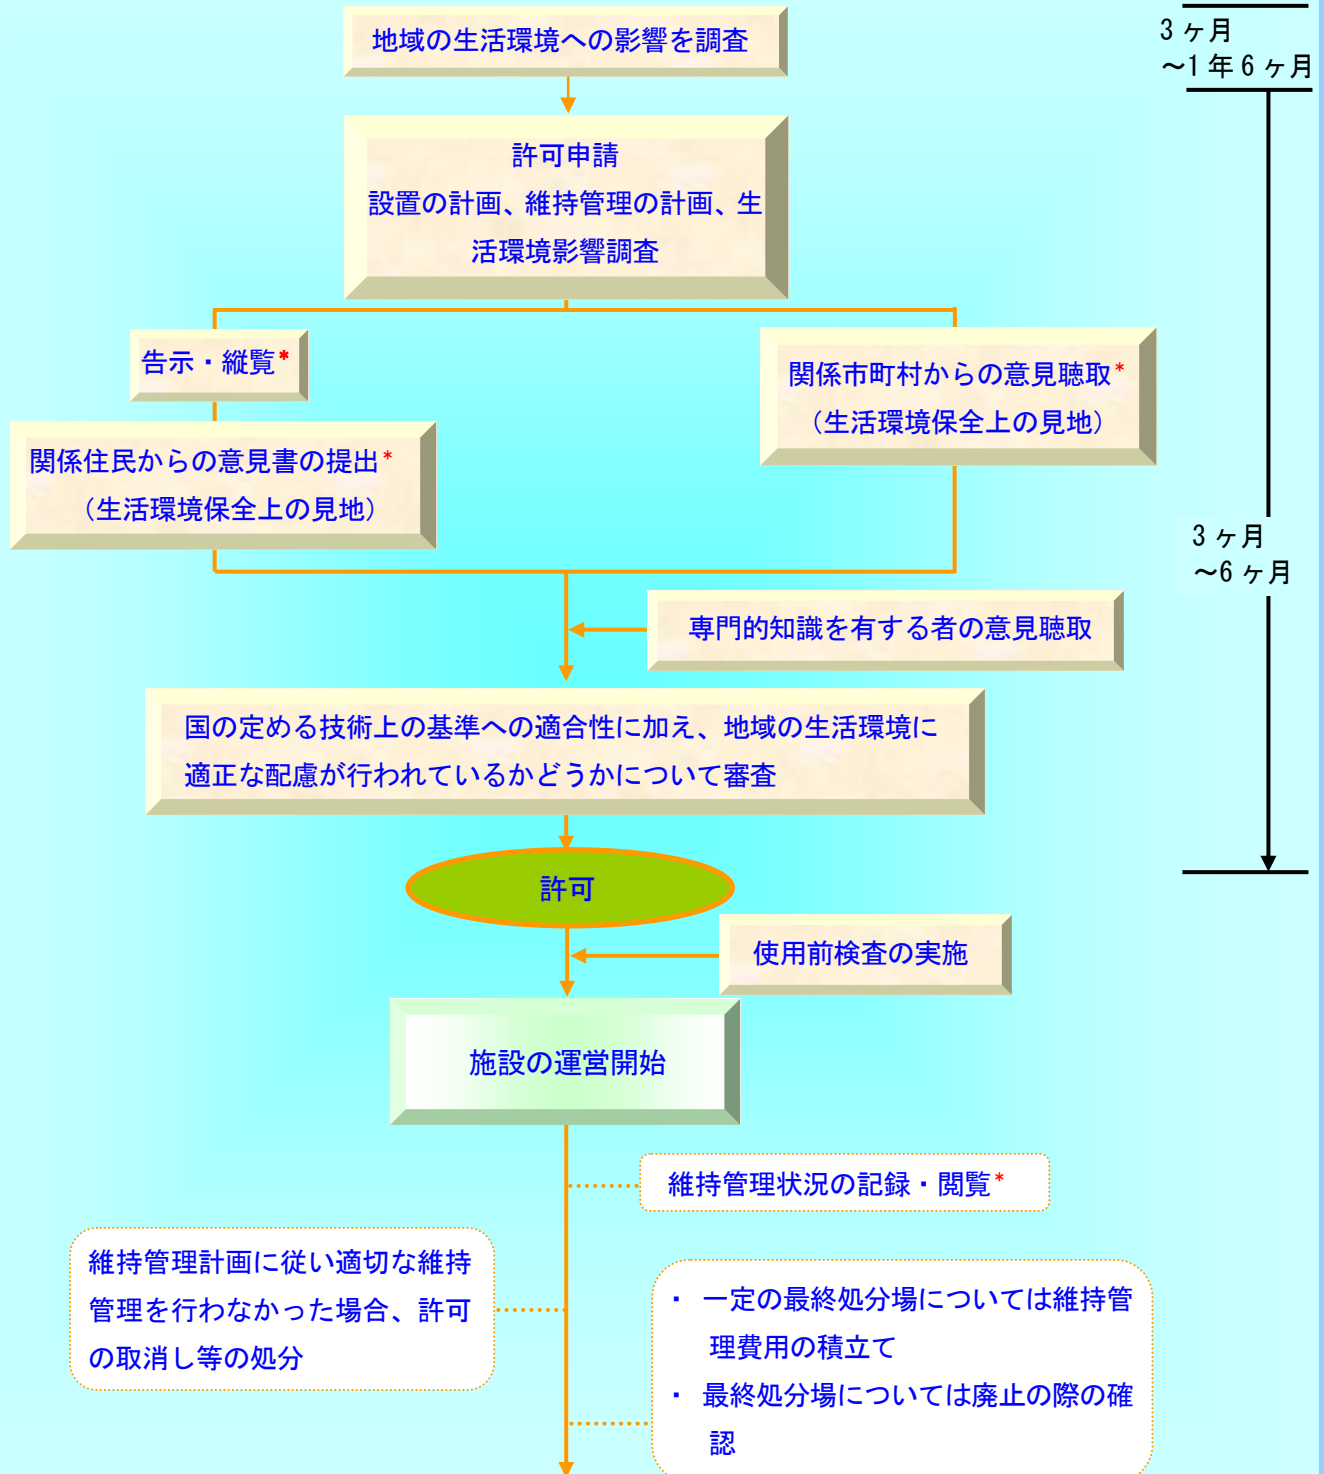 地域の生活環境への影響を調査
3ヶ月
～1年6ヶ月
許可申請
設置の計画、維持管理の計画、生
活環境影響調査
告示・縦覧*
関係市町村からの意見聴取*
（生活環境保全上の見地）
関係住民からの意見書の提出*
（生活環境保全上の見地）
3ヶ月
～6ヶ月
専門的知識を有する者の意見聴取
国の定める技術上の基準への適合性に加え、地域の生活環境に
適正な配慮が行われているかどうかについて審査
許可
使用前検査の実施
施設の運営開始
維持管理状況の記録・閲覧*
維持管理計画に従い適切な維持
管理を行わなかった場合、許可
の取消し等の処分
・ 一定の最終処分場については維持管
理費用の積立て
・ 最終処分場については廃止の際の確
認